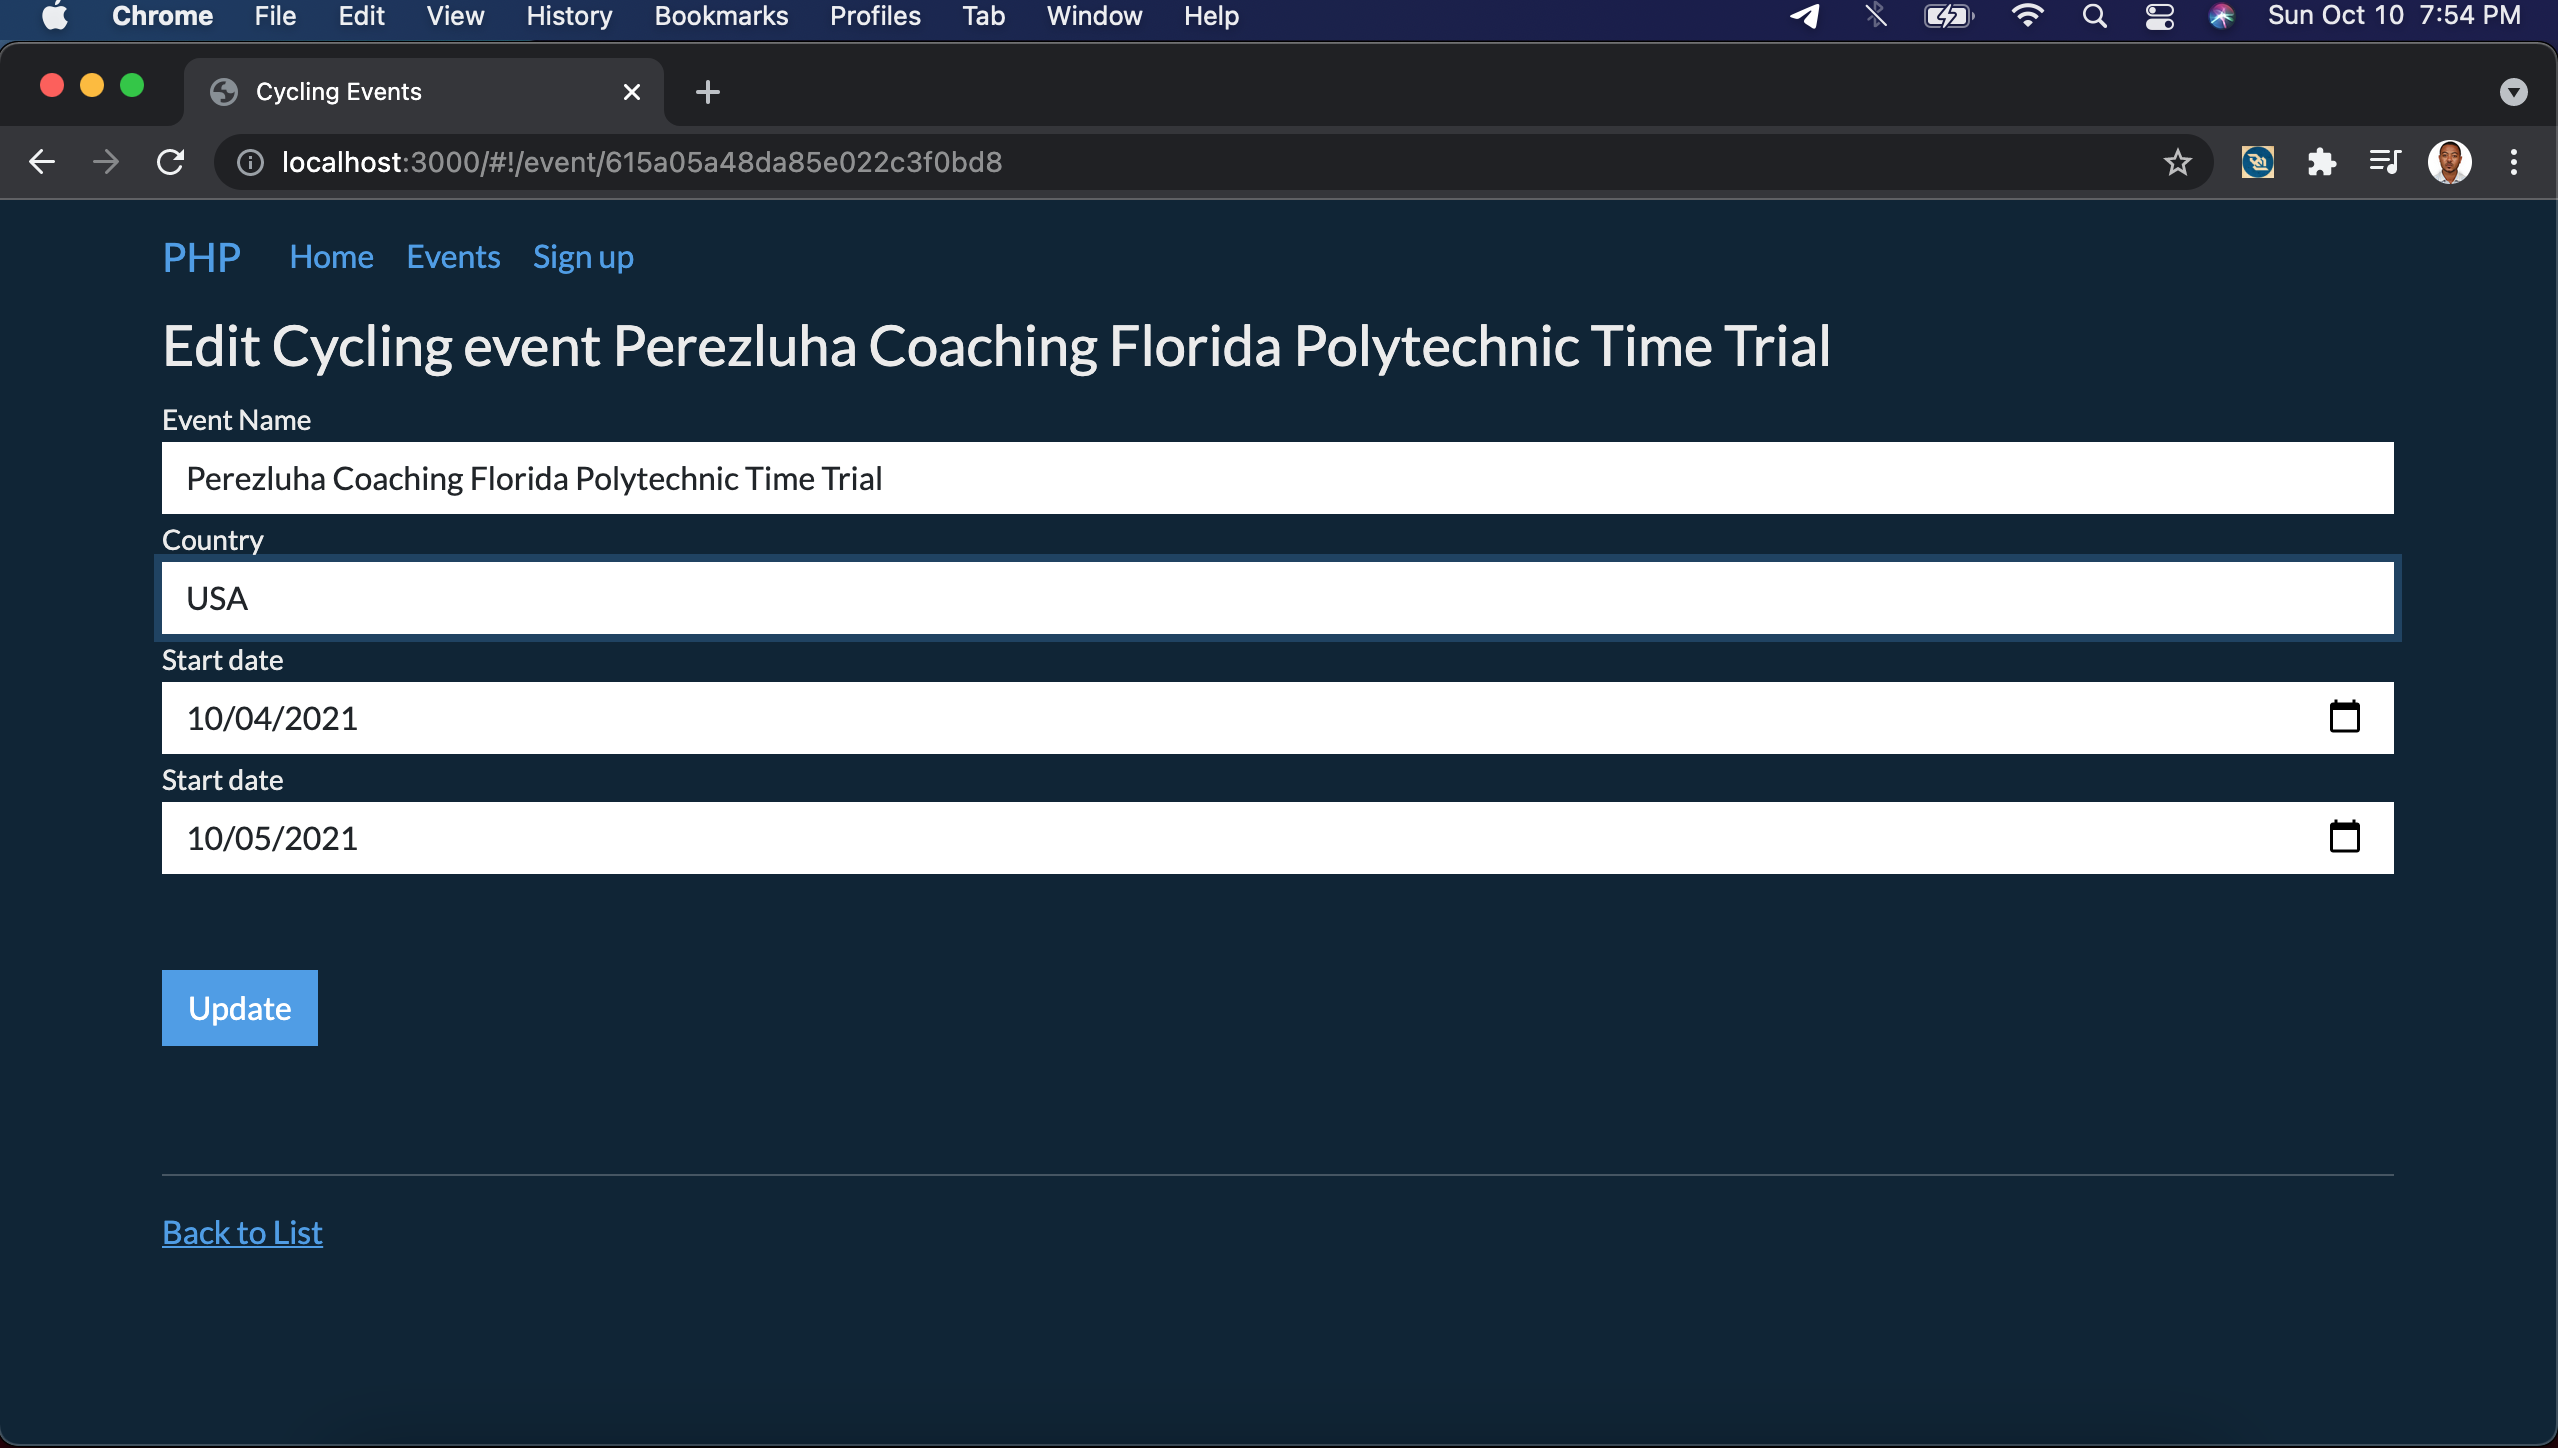 Chrome File Edit View History Bookmarks Profiles Tab Window Help Sun Oct 10 7:54 PM
Cycling Events
localhost:3000/#!/event/615a05a48da85e022c3f0bd8
PHP Home Events Sign up
Edit Cycling event Perezluha Coaching Florida Polytechnic Time Trial
Event Name
Perezluha Coaching Florida Polytechnic Time Trial
Country
USA
Start date
10/04/2021
Start date
10/05/2021
Update
Back to List